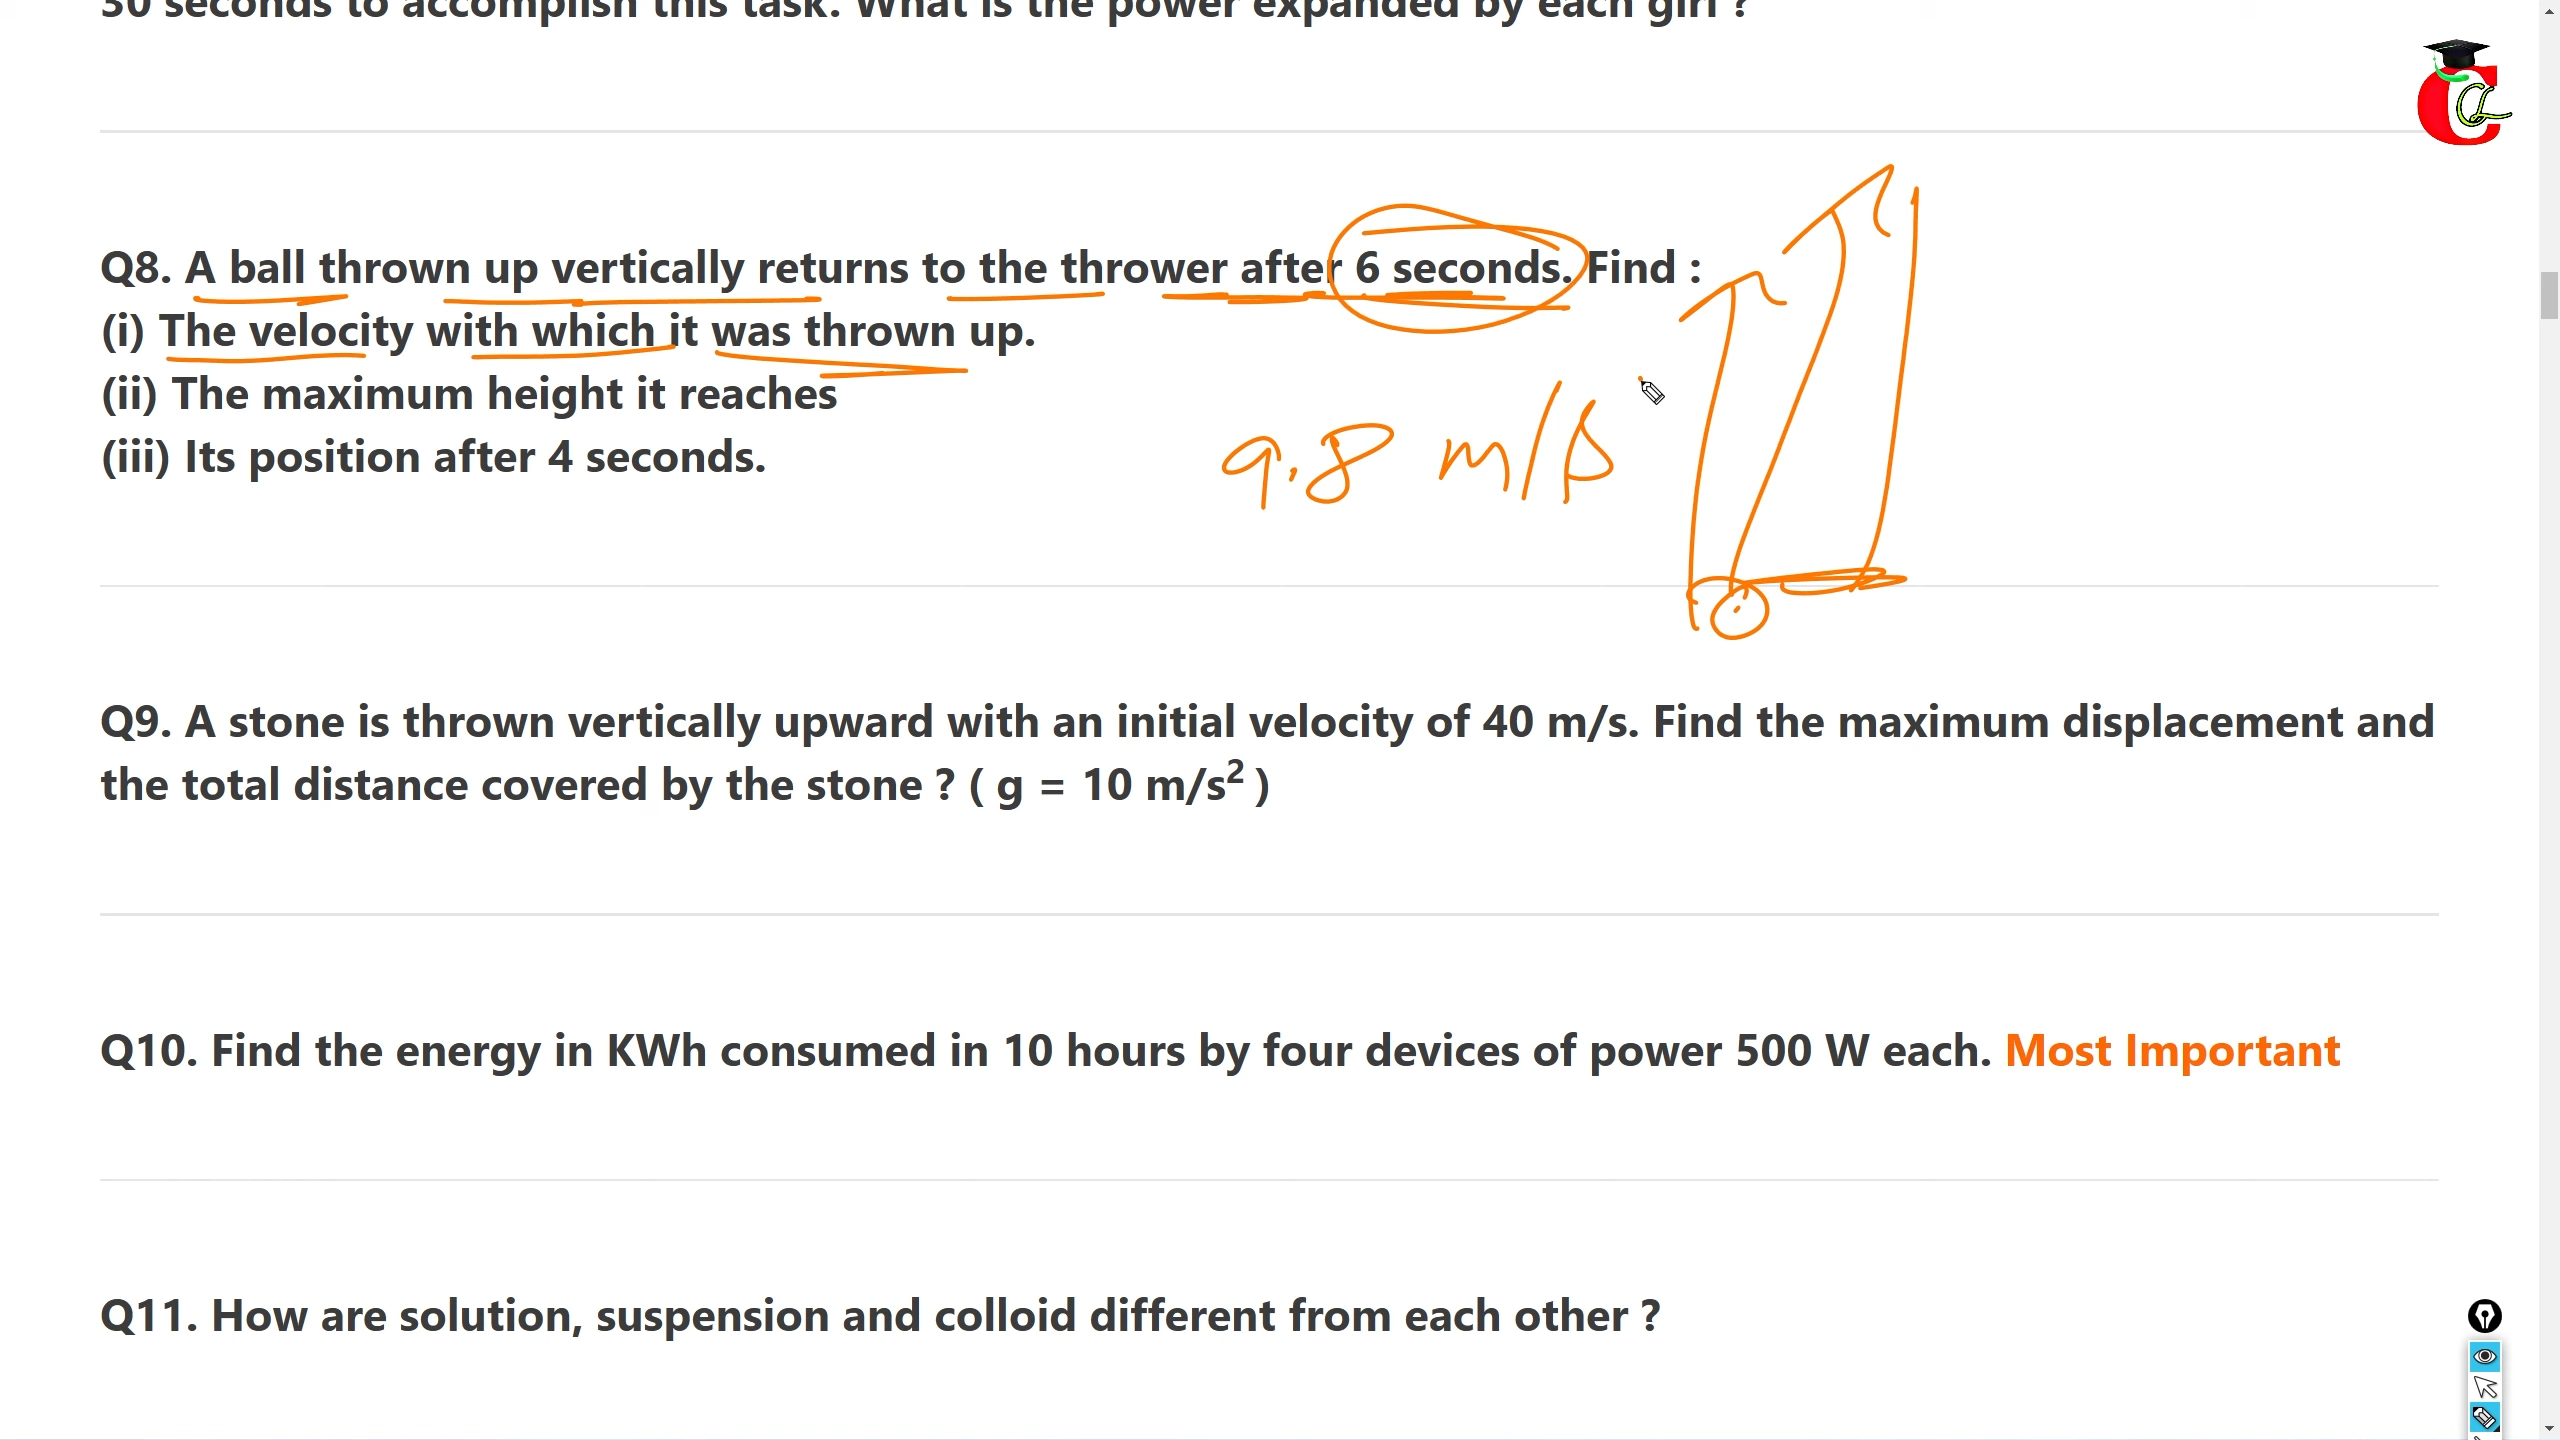 30 seconds to accomplish this task. What is the power expanded by each girl ?
Q8. A ball thrown up vertically returns to the thrower after 6 seconds. Find :
(i) The velocity with which it was thrown up.
(ii) The maximum height it reaches
(iii) Its position after 4 seconds.
9.8 m/s
Q9. A stone is thrown vertically upward with an initial velocity of 40 m/s. Find the maximum displacement and
the total distance covered by the stone ? ( g = 10 m/s² )
Q10. Find the energy in KWh consumed in 10 hours by four devices of power 500 W each. Most Important
Q11. How are solution, suspension and colloid different from each other ?